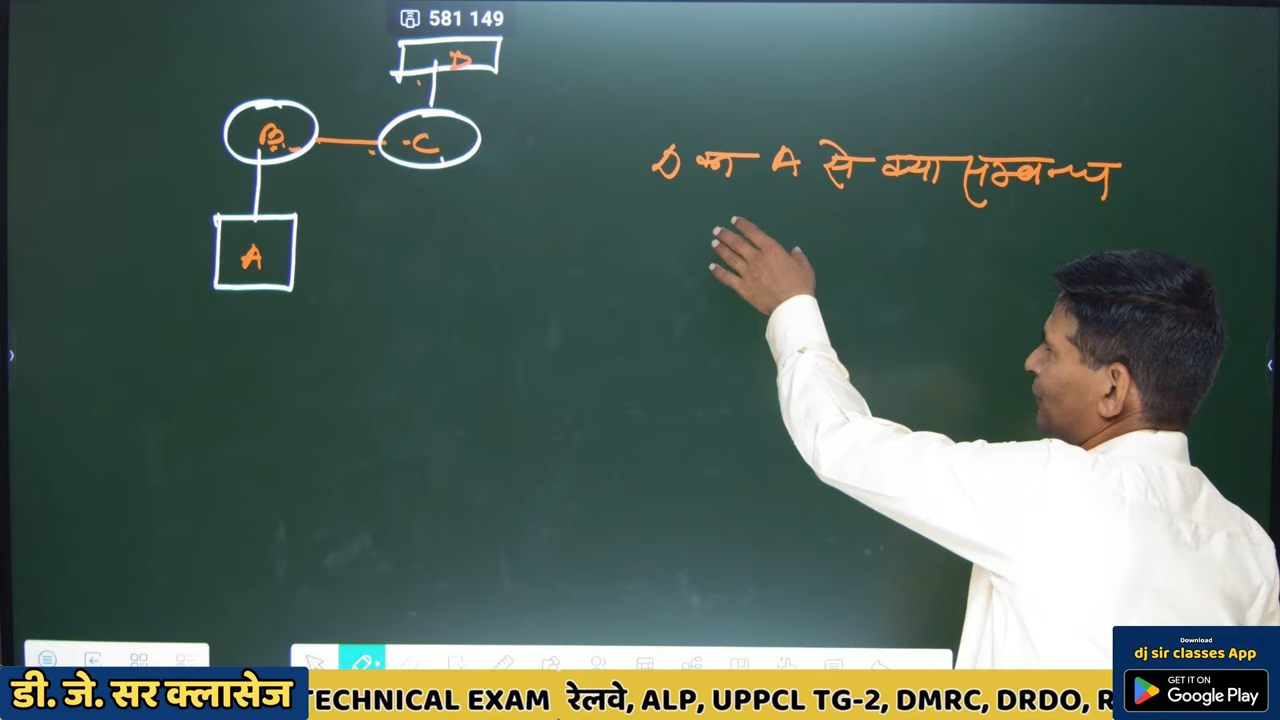 581 149
D
B
C
D का A से क्या सम्बन्ध
A
Download
dj sir classes App
GET IT ON
Google Play
डी. जे. सर क्लासेज
TECHNICAL EXAM रेलवे, ALP, UPPCL TG-2, DMRC, DRDO, R